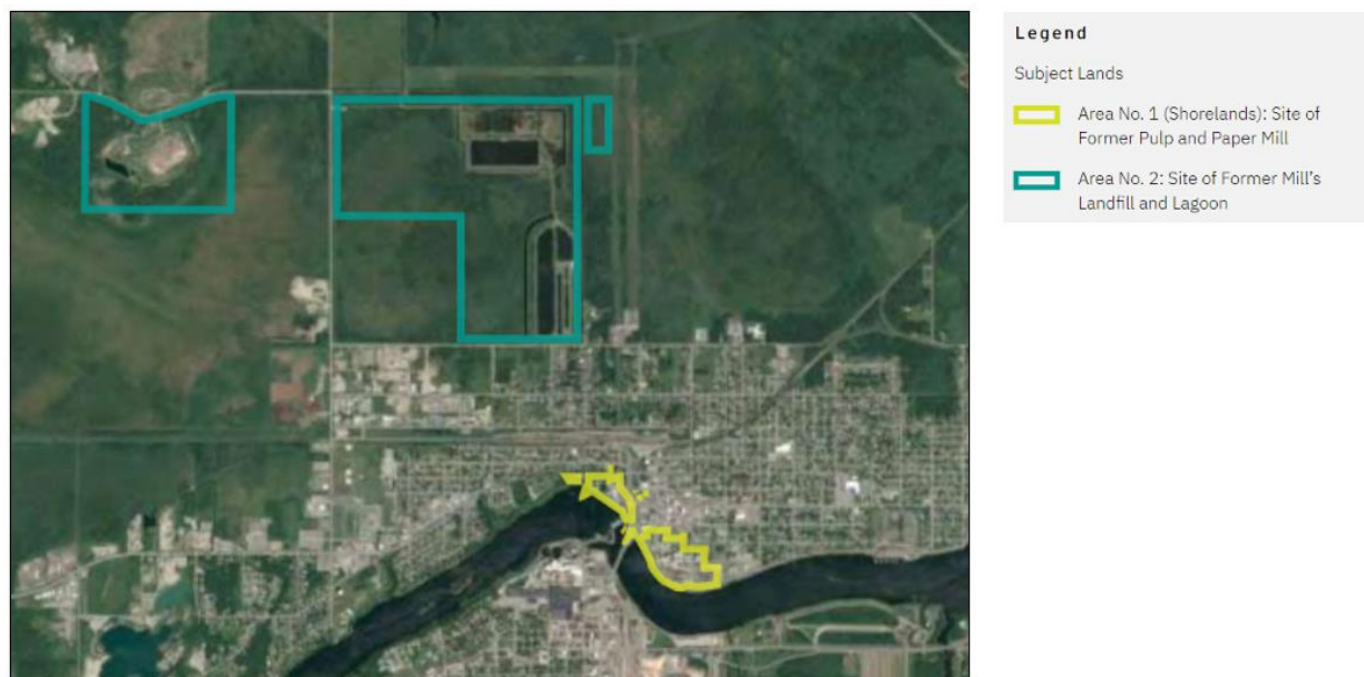 Legend
Subject Lands
Area No. 1 (Shorelands): Site of
Former Pulp and Paper Mill
Area No. 2: Site of Former Mill's
Landfill and Lagoon